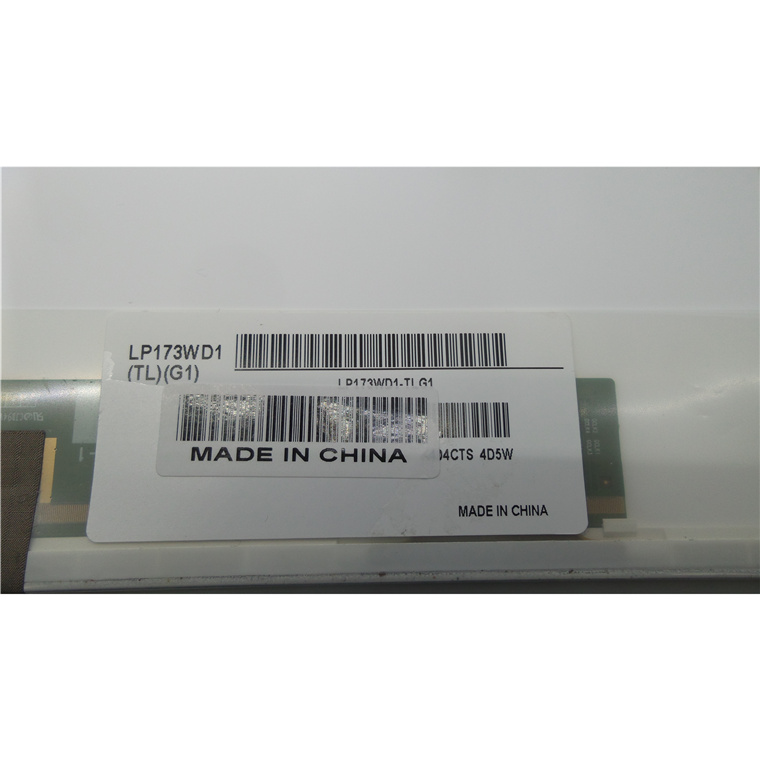 LP173WD1
(TL)(G1)
LP173WD1-TLG1
04CTS 4D5W
MADE IN CHINA
MADE IN CHINA